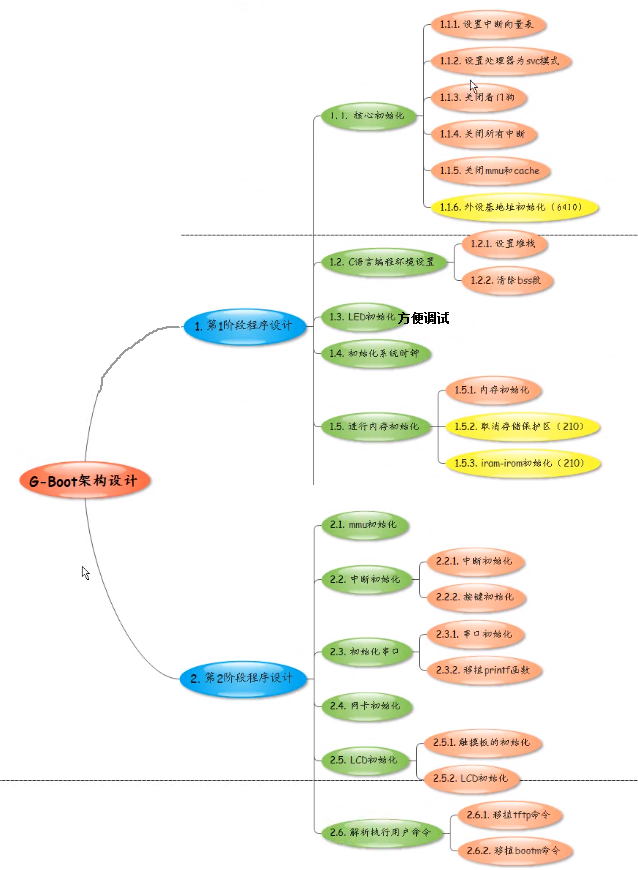 G-Boot架构设计
1. 第1阶段程序设计
1.1. 核心初始化
1.1.1. 设置中断向量表
1.1.2. 设置处理器为svc模式
1.1.3. 关闭看门狗
1.1.4. 关闭所有中断
1.1.5. 关闭mmu和cache
1.1.6. 外设基地址初始化（6410）
1.2. C语言编程环境设置
1.2.1. 设置堆栈
1.2.2. 清除bss段
1.3. LED初始化 方便调试
1.4. 初始化系统时钟
1.5. 进行内存初始化
1.5.1. 内存初始化
1.5.2. 取消存储保护区（210）
1.5.3. iram-irom初始化（210）
2. 第2阶段程序设计
2.1. mmu初始化
2.2. 中断初始化
2.2.1. 中断初始化
2.2.2. 按键初始化
2.3. 初始化串口
2.3.1. 串口初始化
2.3.2. 移植printf函数
2.4. 网卡初始化
2.5. LCD初始化
2.5.1. 触摸板的初始化
2.5.2. LCD初始化
2.6. 解析执行用户命令
2.6.1. 移植tftp命令
2.6.2. 移植bootm命令